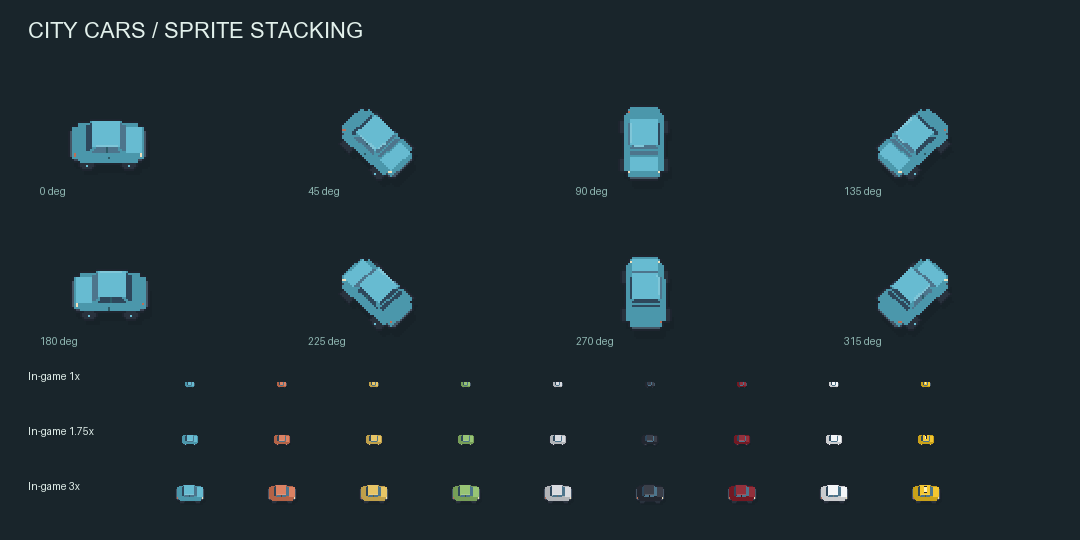 CITY CARS / SPRITE STACKING
0 deg
45 deg
90 deg
135 deg
180 deg
225 deg
270 deg
315 deg
In-game 1x
In-game 1.75x
In-game 3x